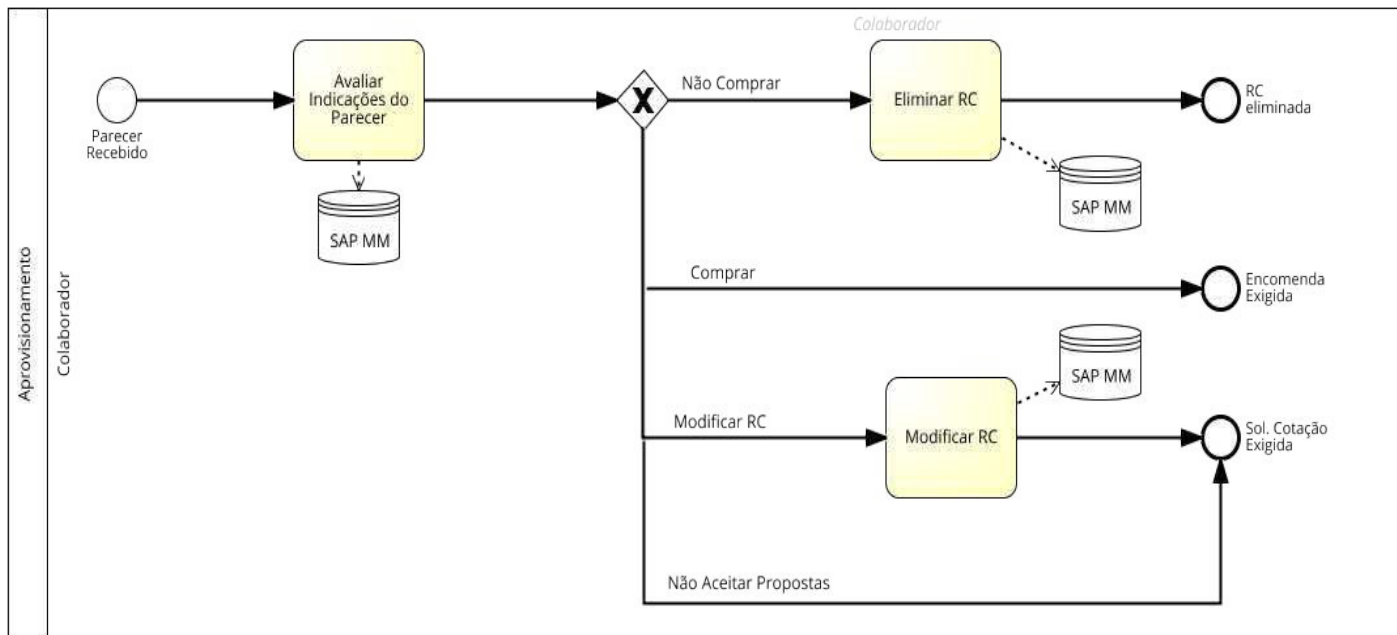 Aprovisionamento
Colaborador
Colaborador
Parecer
Recebido
Avaliar
Indicações do
Parecer
SAP MM
X
Não Comprar
Eliminar RC
SAP MM
RC
eliminada
Comprar
Encomenda
Exigida
SAP MM
Modificar RC
Modificar RC
Sol. Cotação
Exigida
Não Aceitar Propostas